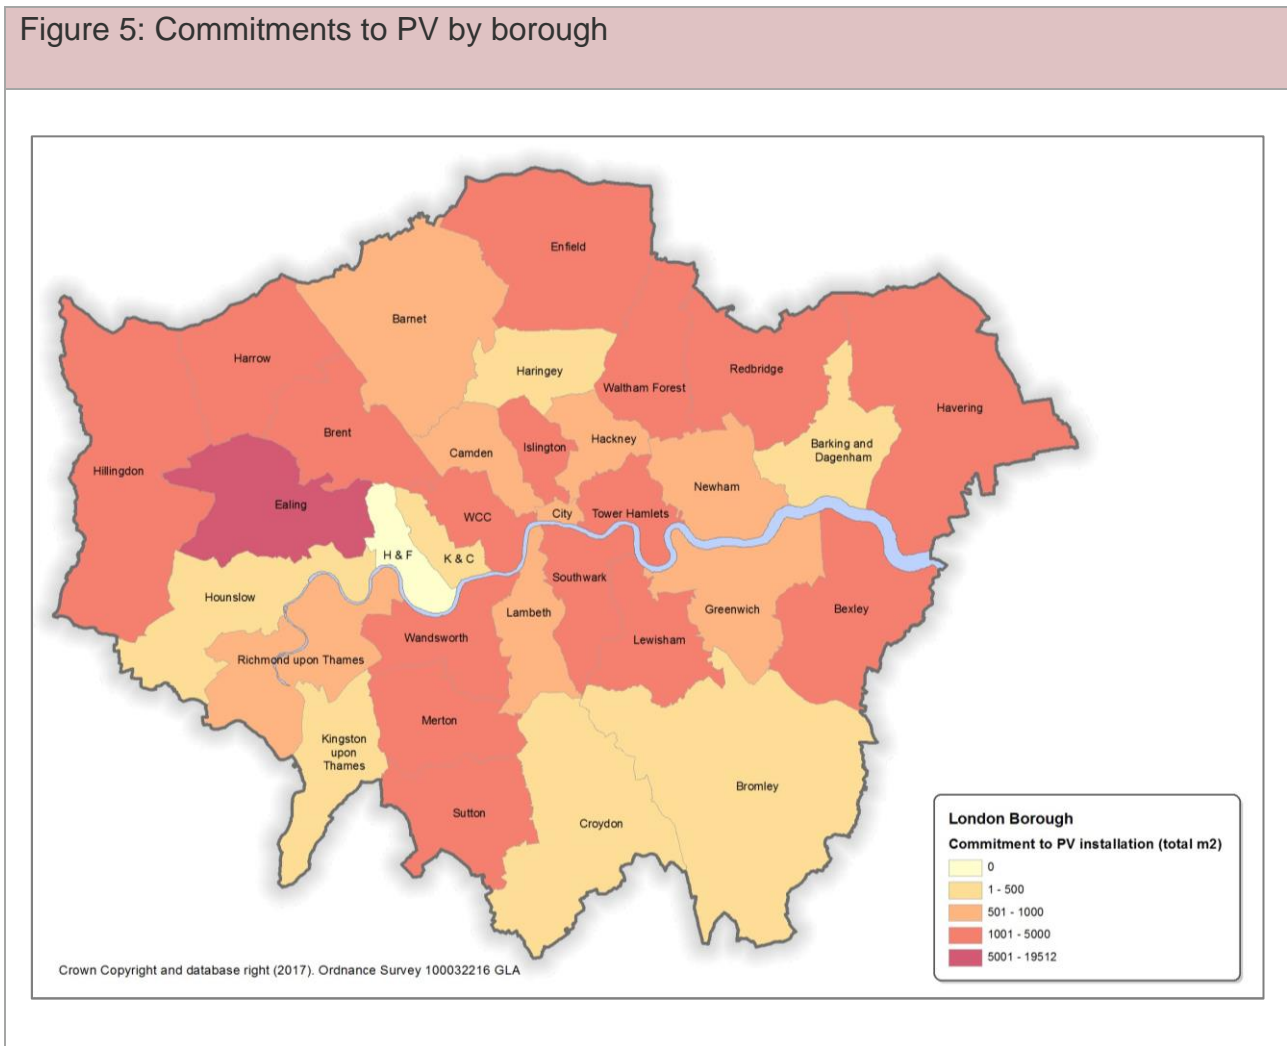 Figure 5: Commitments to PV by borough
Enfield
Barnet
Harrow
Haringey
Redbridge
Waltham Forest
Havering
Brent
Hackney
Islington
Camden
Barking and
Dagenham
Hillingdon
Newham
Ealing
WCC
City
Tower Hamlets
H & F
K & C
Southwark
Hounslow
Lambeth
Greenwich
Bexley
Wandsworth
Lewisham
Richmond upon Thames
Merton
Kingston
upon
Thames
Bromley
Sutton
Croydon
London Borough
Commitment to PV installation (total m2)
0
1 - 500
501 - 1000
1001 - 5000
5001 - 19512
Crown Copyright and database right (2017). Ordnance Survey 100032216 GLA